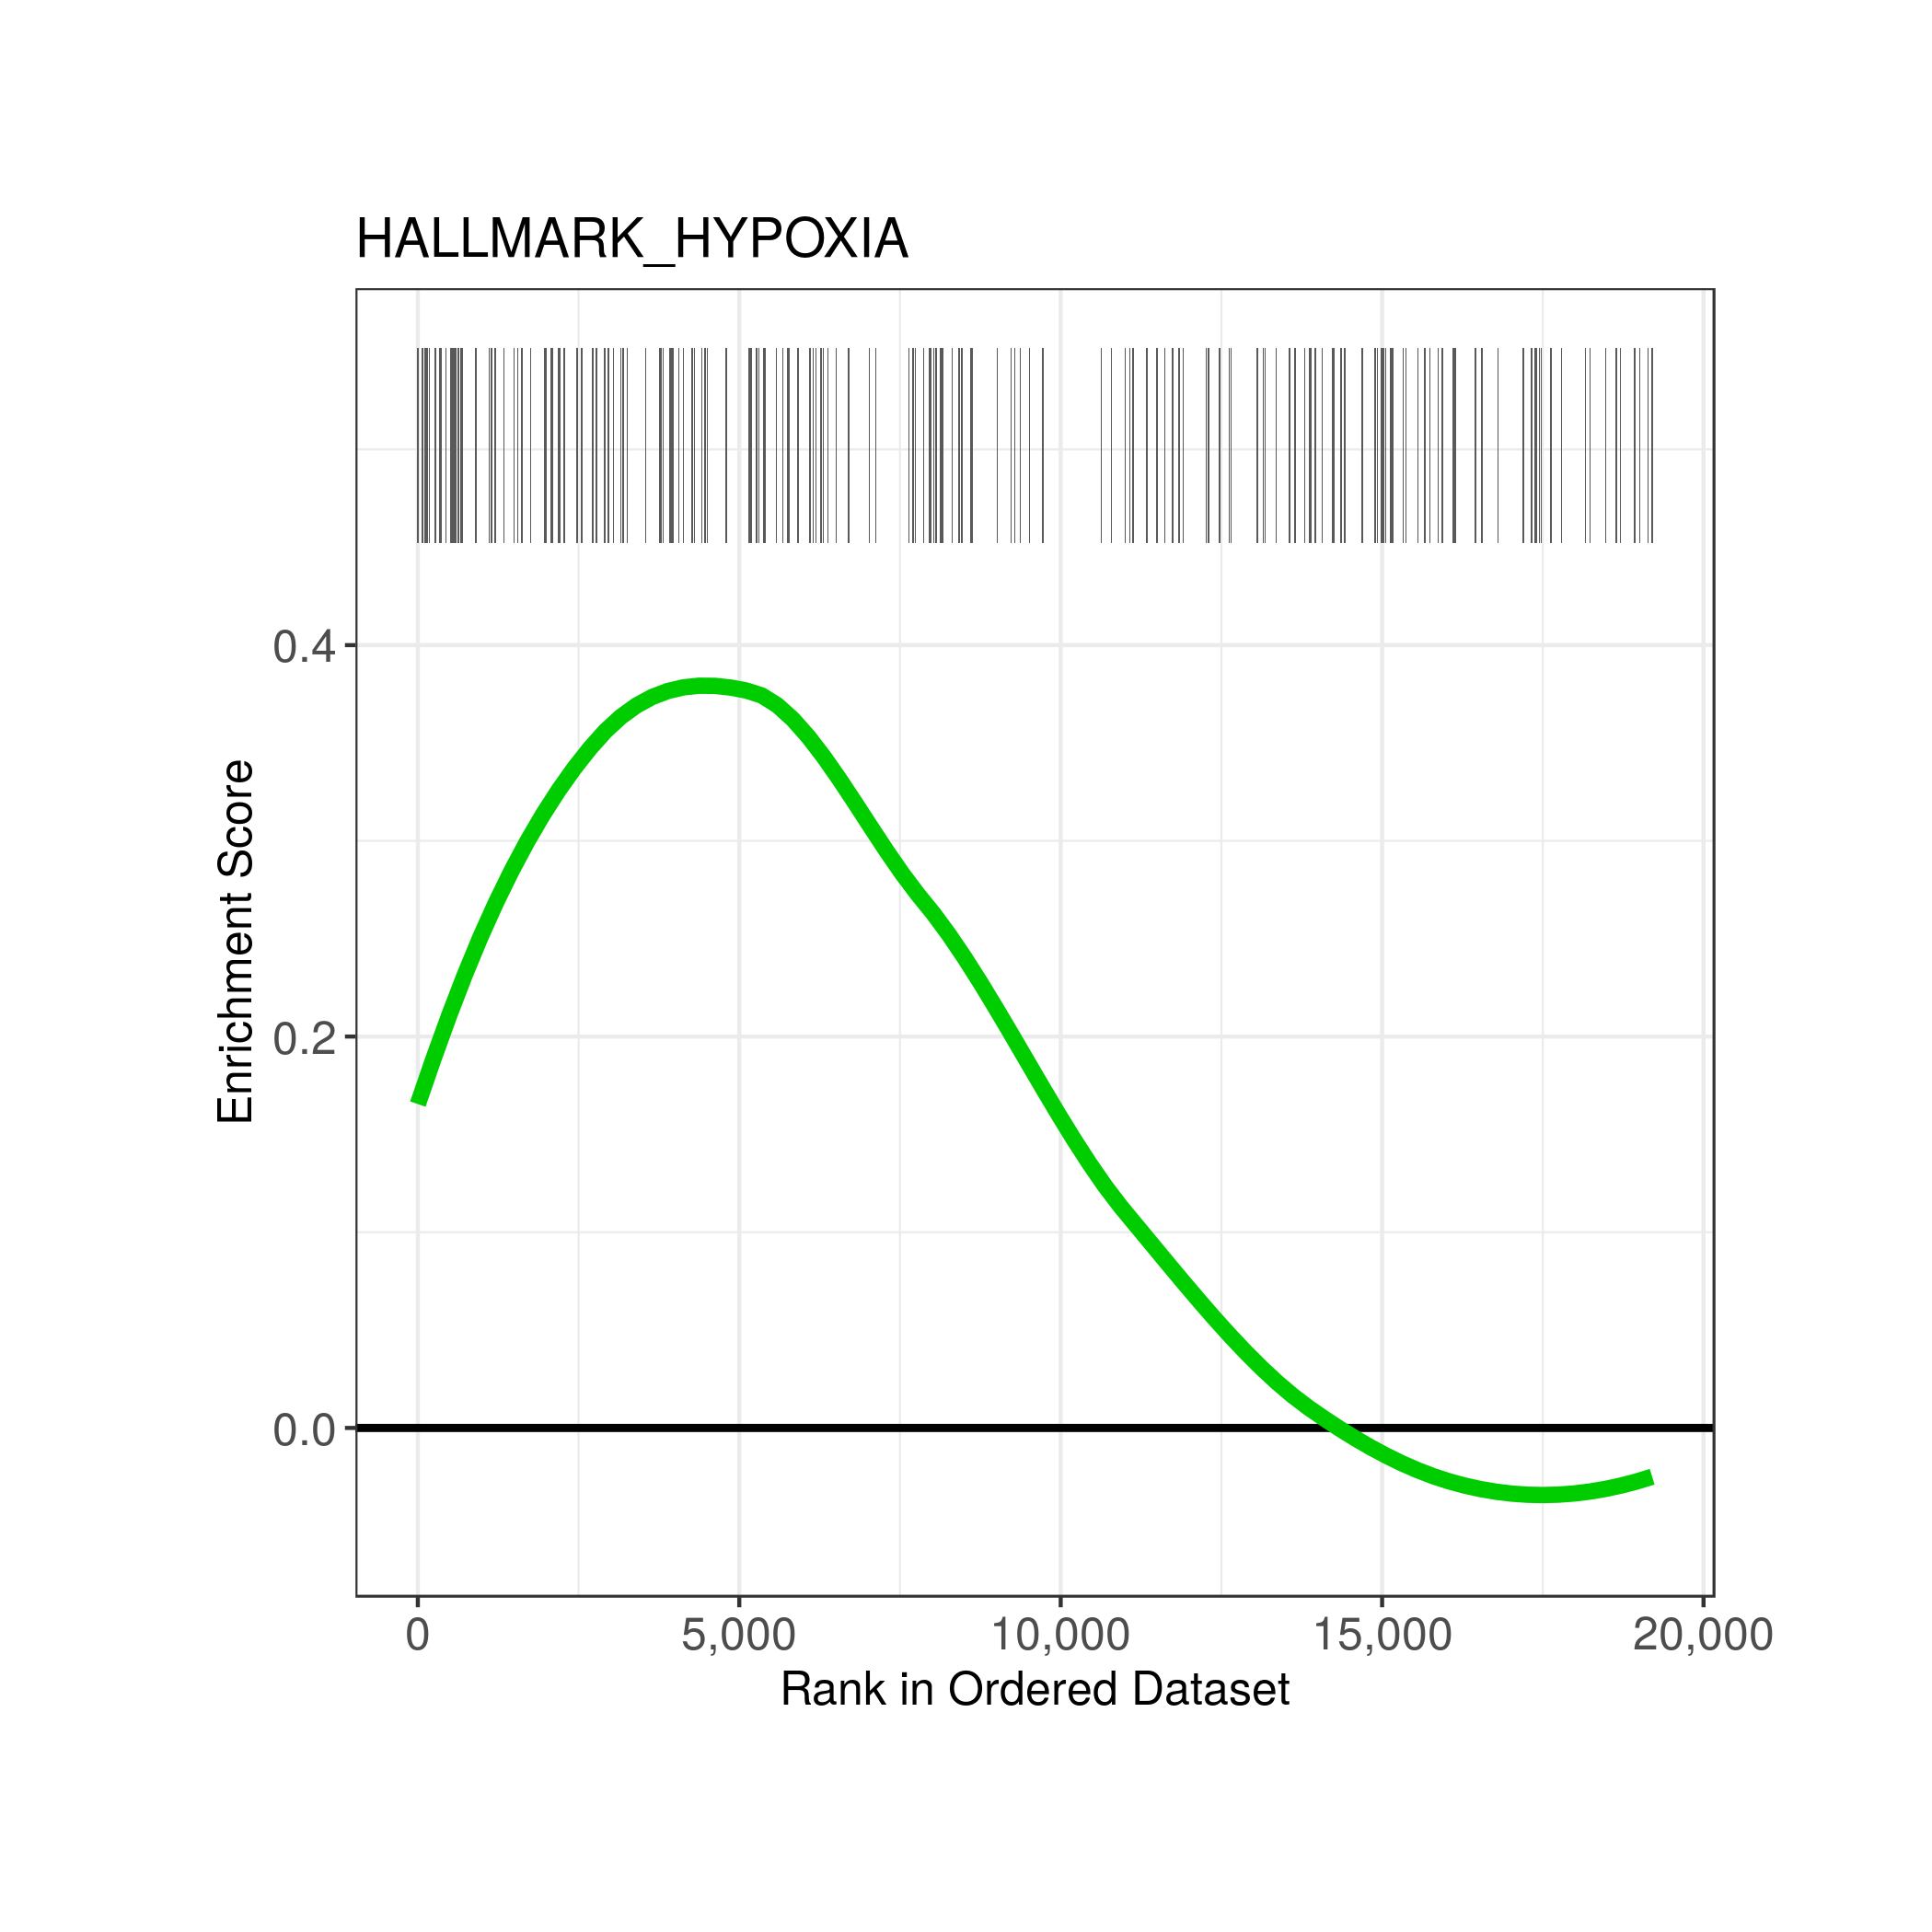 HALLMARK_HYPOXIA
Enrichment Score
0.4
0.2
0.0
0 5,000 10,000 15,000 20,000
Rank in Ordered Dataset